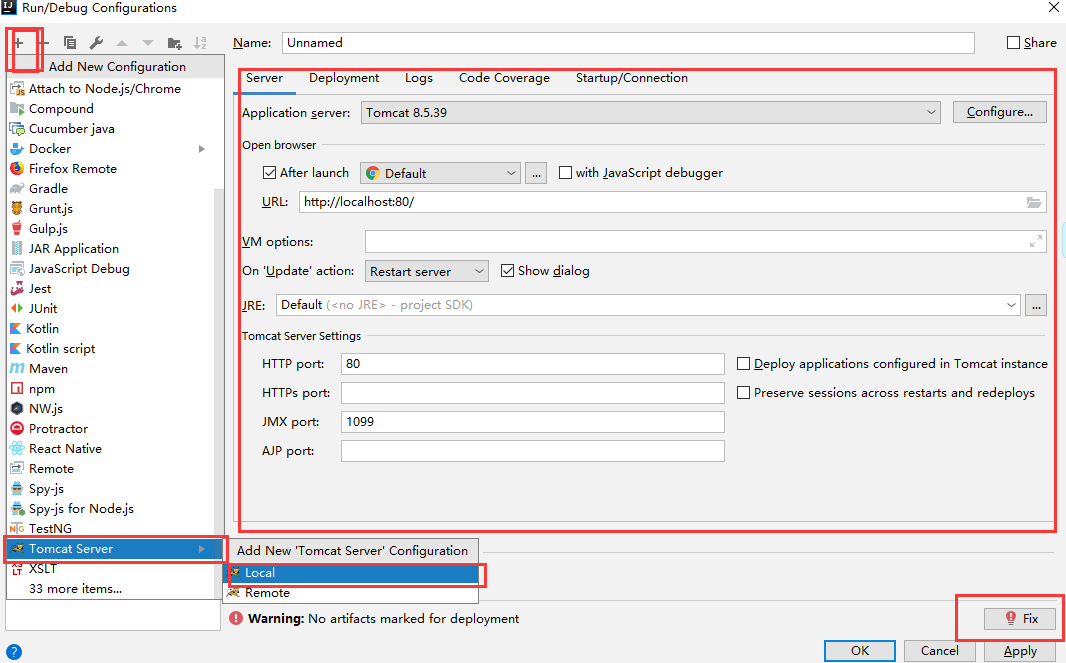 Run/Debug Configurations
Name: Unnamed
Share
Add New Configuration
Attach to Node.js/Chrome
Compound
Cucumber java
Docker
Firefox Remote
Gradle
Grunt.js
Gulp.js
JAR Application
JavaScript Debug
Jest
JUnit
Kotlin
Kotlin script
Maven
npm
NW.js
Protractor
React Native
Remote
Spy-js
Spy-js for Node.js
TestNG
Tomcat Server
XSLT
33 more items...
Server Deployment Logs Code Coverage Startup/Connection
Application server: Tomcat 8.5.39 Configure...
Open browser
After launch Default ... with JavaScript debugger
URL: http://localhost:80/
VM options:
On 'Update' action: Restart server Show dialog
JRE: Default (<no JRE> - project SDK) ...
Tomcat Server Settings
HTTP port: 80 Deploy applications configured in Tomcat instance
HTTPs port: Preserve sessions across restarts and redeploys
JMX port: 1099
AJP port:
Add New 'Tomcat Server' Configuration
Local
Remote
Warning: No artifacts marked for deployment
Fix
? OK Cancel Apply